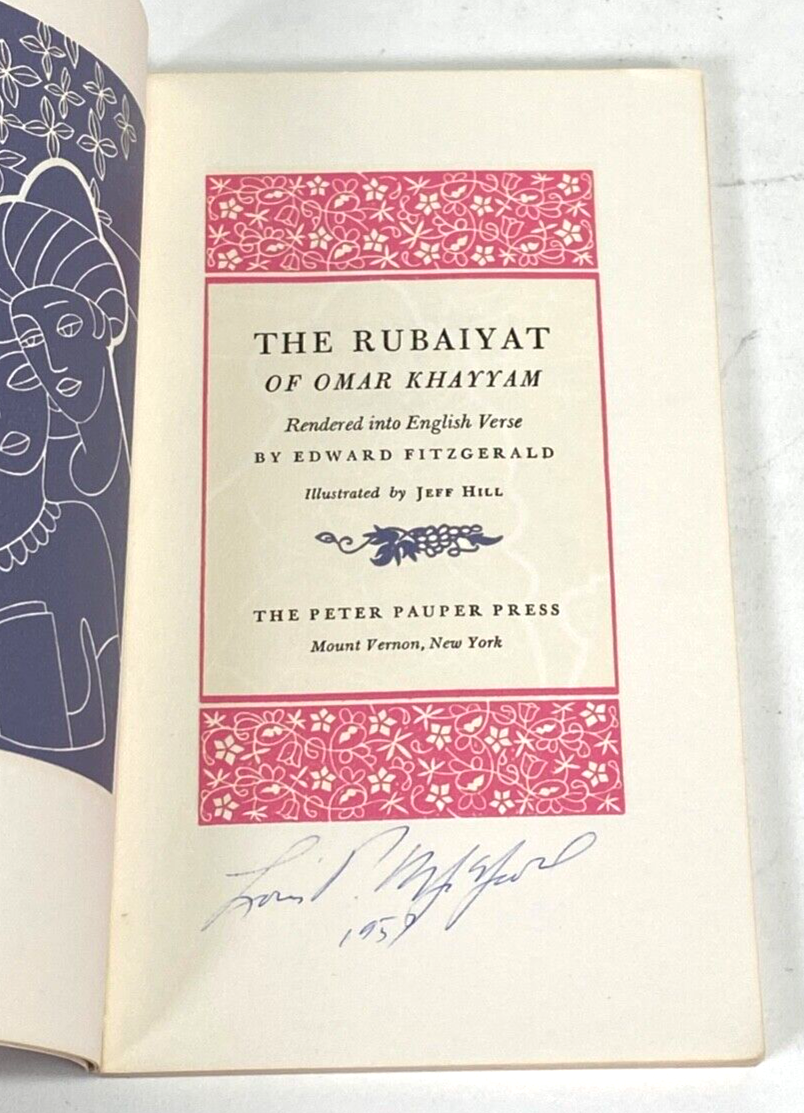 THE RUBAIYAT
OF OMAR KHAYYAM
Rendered into English Verse
BY EDWARD FITZGERALD
Illustrated by JEFF HILL
THE PETER PAUPER PRESS
Mount Vernon, New York
1959